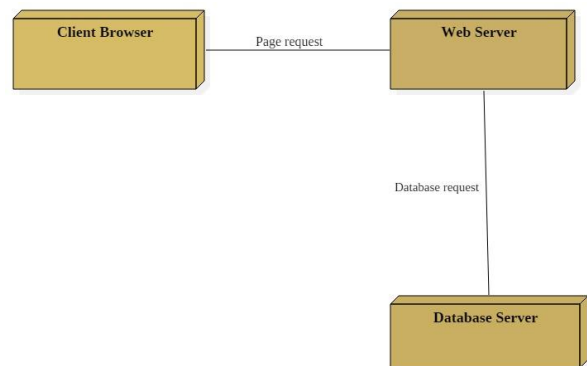 Client Browser
Page request
Web Server
Database request
Database Server